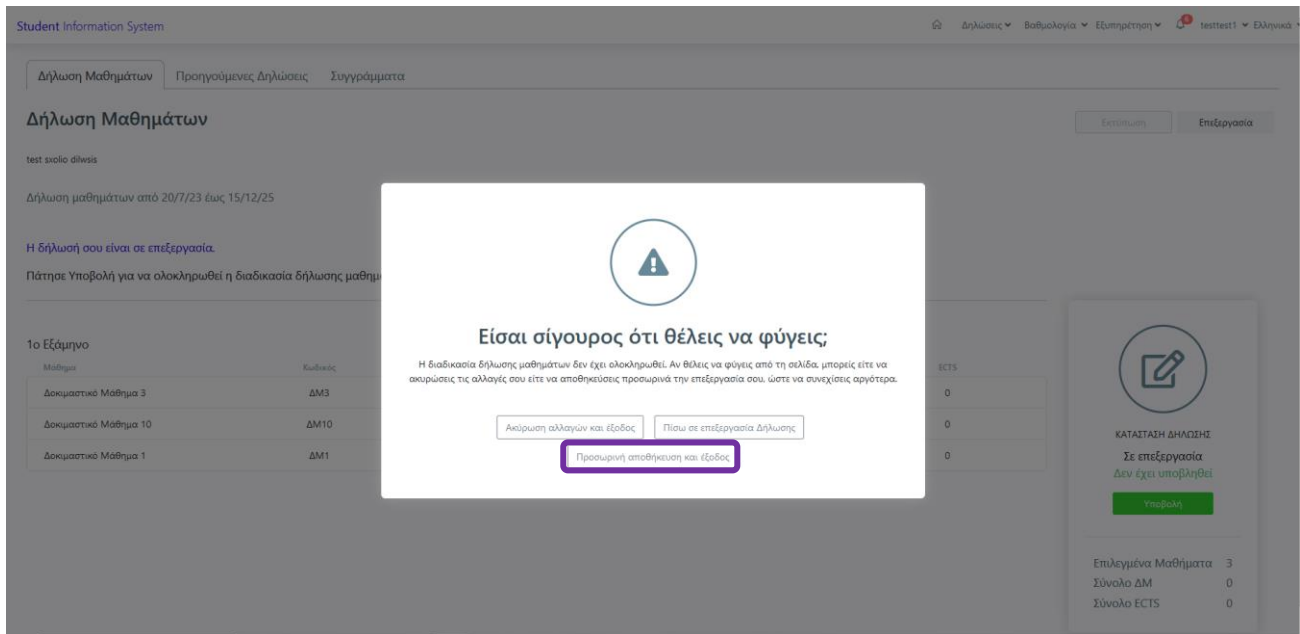 Student Information System
Δηλώσεις Βαθμολογία Εξυπηρέτηση 6 testtest1 Ελληνικά
Δήλωση Μαθημάτων Προηγούμενες Δηλώσεις Συγγράμματα
Δήλωση Μαθημάτων
Εκτύπωση Επεξεργασία
test sxolio dilwsis
Δήλωση μαθημάτων από 20/7/23 έως 15/12/25
Η δήλωσή σου είναι σε επεξεργασία.
Πάτησε Υποβολή για να ολοκληρωθεί η διαδικασία δήλωσης
Είσαι σίγουρος ότι θέλεις να φύγεις;
Η διαδικασία δήλωσης μαθημάτων δεν έχει ολοκληρωθεί. Αν θέλεις να φύγεις από τη σελίδα, μπορείς είτε να
ακυρώσεις τις αλλαγές σου είτε να αποθηκεύσεις προσωρινά την επεξεργασία σου, ώστε να συνεχίσεις αργότερα.
Ακύρωση αλλαγών και έξοδος Πίσω σε επεξεργασία Δήλωσης
Προσωρινή αποθήκευση και έξοδος
1ο Εξάμηνο
Μάθημα Κωδικός ECTS
Δοκιμαστικό Μάθημα 3 ΔΜ3 0
Δοκιμαστικό Μάθημα 10 ΔΜ10 0
Δοκιμαστικό Μάθημα 1 ΔΜ1 0
ΚΑΤΑΣΤΑΣΗ ΔΗΛΩΣΗΣ
Σε επεξεργασία
Δεν έχει υποβληθεί
Υποβολή
Επιλεγμένα Μαθήματα 3
Σύνολο ΔΜ 0
Σύνολο ECTS 0